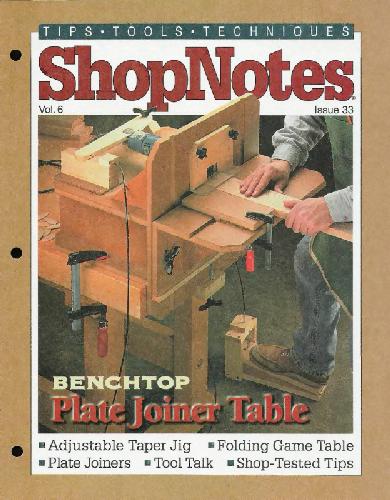 TIPS • TOOLS • TECHNIQUES
ShopNotes®
Vol. 6 Issue 33
BENCHTOP
Plate Joiner Table
■ Adjustable Taper Jig ■ Folding Game Table
■ Plate Joiners ■ Tool Talk ■ Shop-Tested Tips